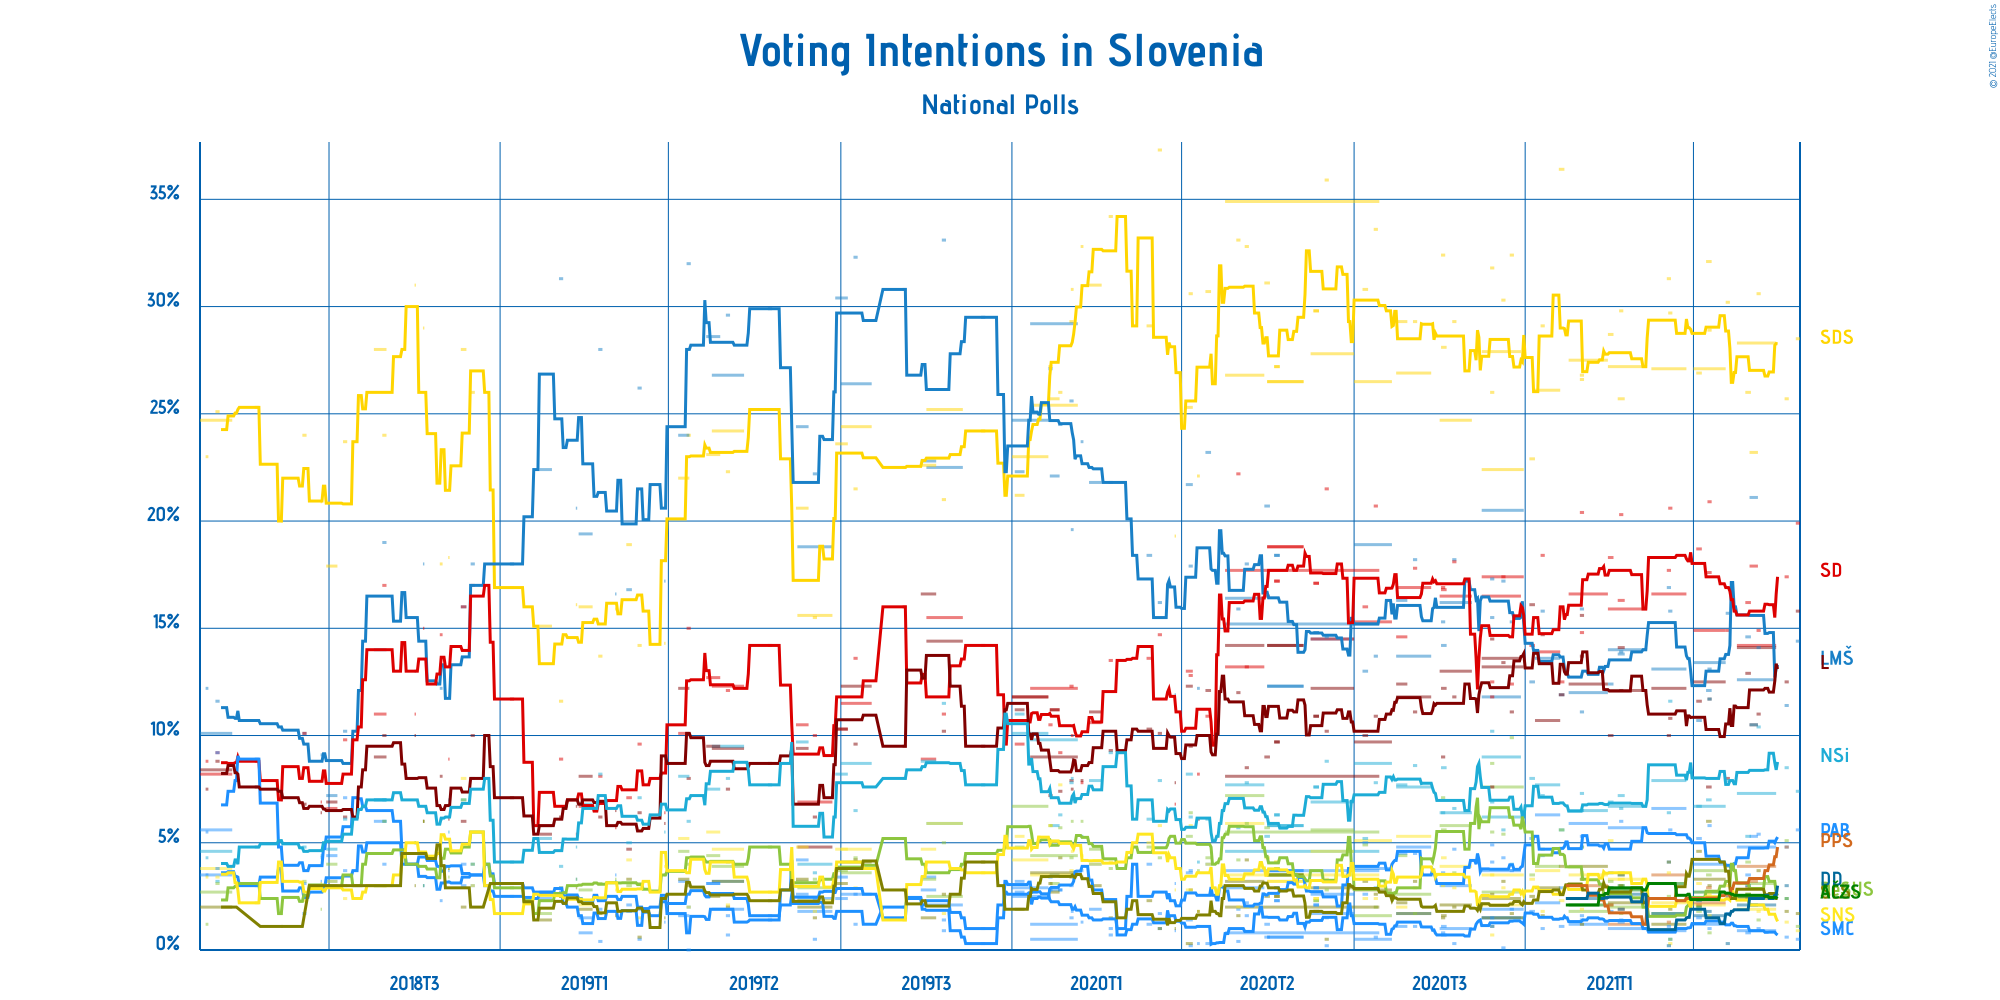 © 2021 @EuropeElects
Voting Intentions in Slovenia
National Polls
35%
30%
25%
20%
15%
10%
5%
0%
SDS
SD
LMŠ
L
NSi
PAB
PPS
DD
SNS
SMC
2018T3
2019T1
2019T2
2019T3
2020T1
2020T2
2020T3
2021T1